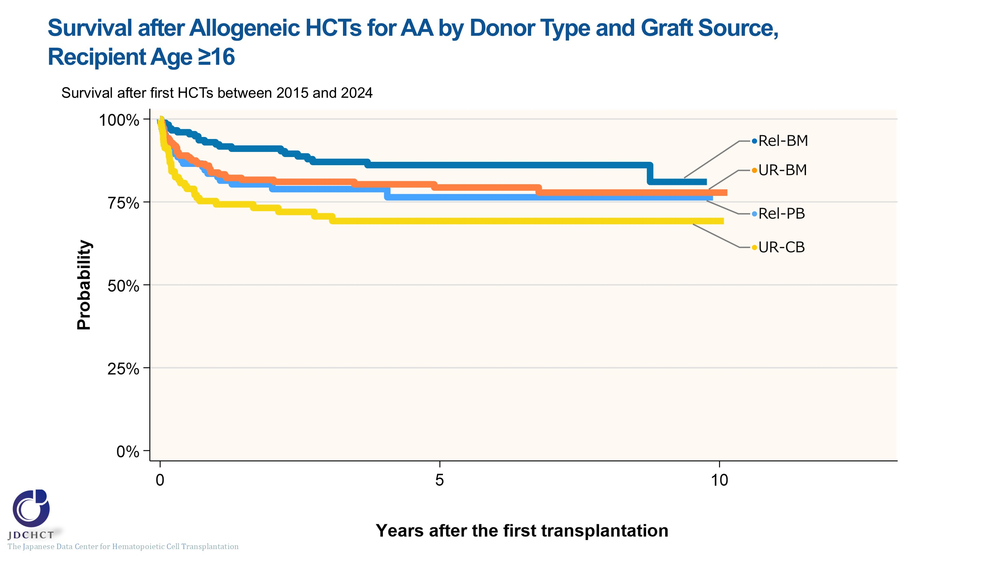 Survival after Allogeneic HCTs for AA by Donor Type and Graft Source,
Recipient Age ≥16
Survival after first HCTs between 2015 and 2024
100%
75%
50%
25%
0%
Probability
Rel-BM
UR-BM
Rel-PB
UR-CB
0
5
10
Years after the first transplantation
JDCHCT
The Japanese Data Center for Hematopoietic Cell Transplantation